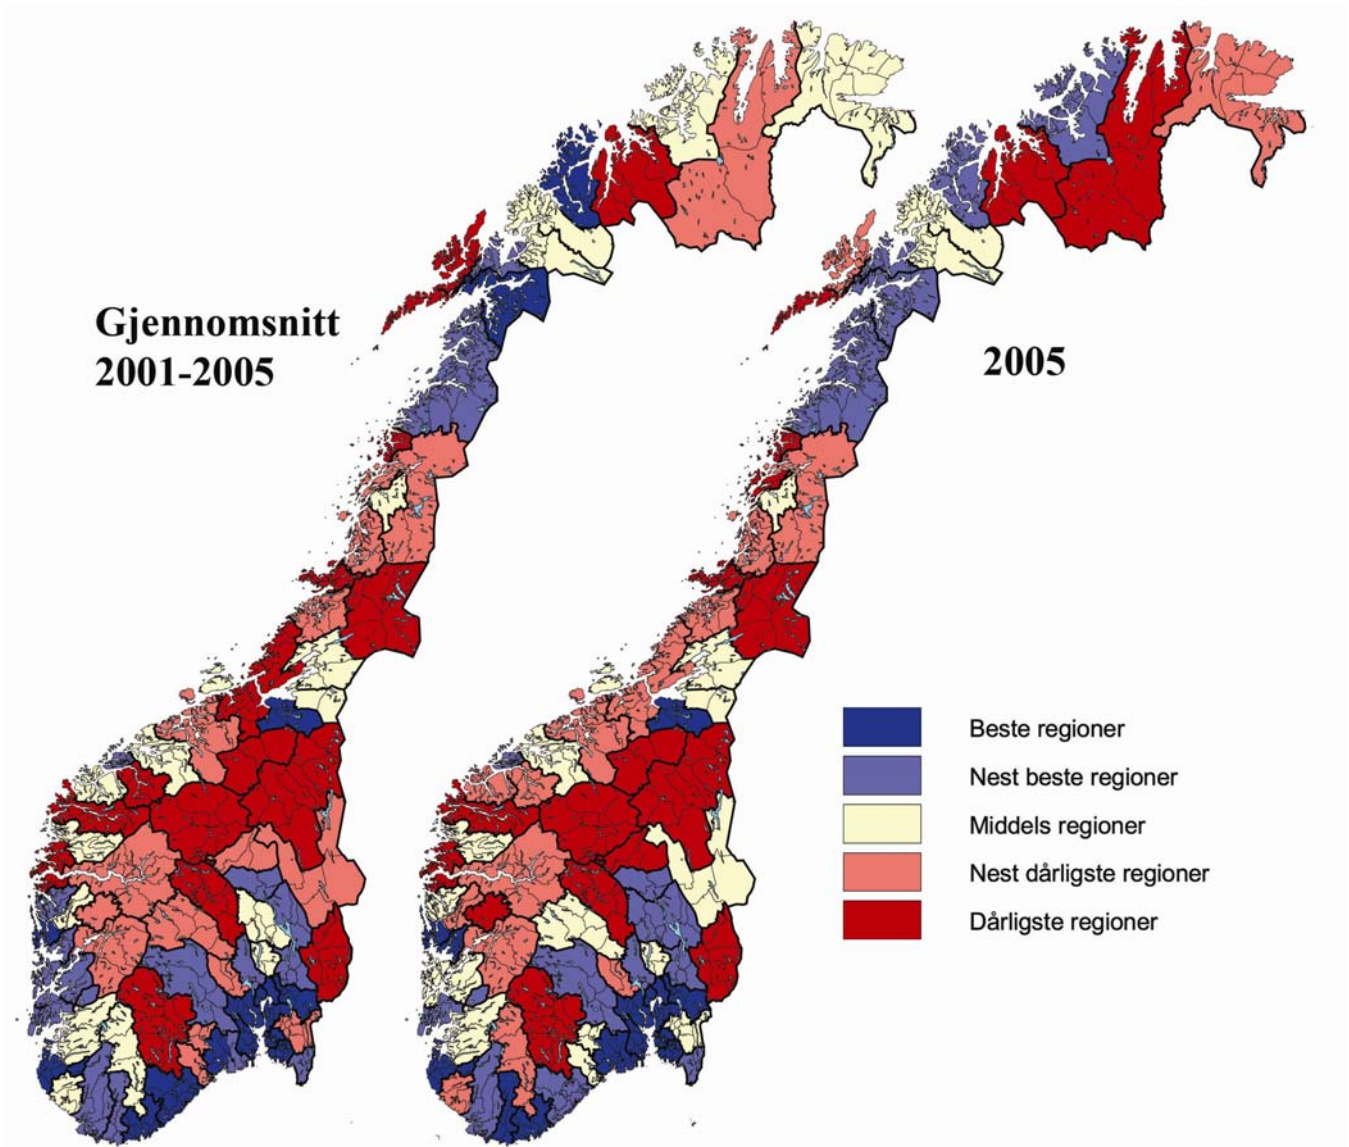 Gjennomsnitt
2001-2005
2005
Beste regioner
Nest beste regioner
Middels regioner
Nest dårligste regioner
Dårligste regioner